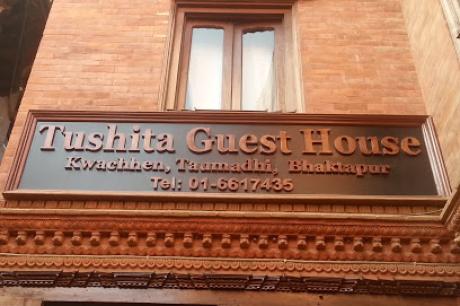 Tushita Guest House
Kwachhen, Taumadhi, Bhaktapur
Tel: 01-6617435